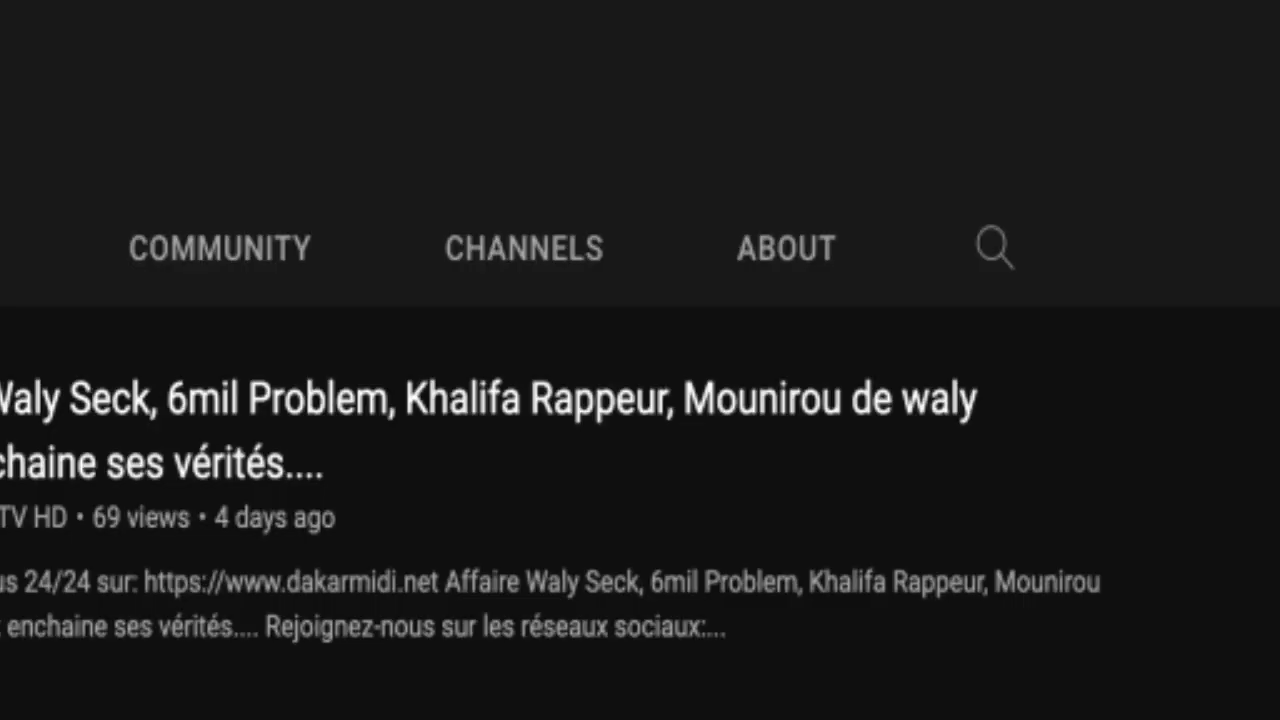 COMMUNITY CHANNELS ABOUT
Waly Seck, 6mil Problem, Khalifa Rappeur, Mounirou de waly
chaine ses vérités....
TV HD • 69 views • 4 days ago
us 24/24 sur: https://www.dakarmidi.net Affaire Waly Seck, 6mil Problem, Khalifa Rappeur, Mounirou
enchaine ses vérités.... Rejoignez-nous sur les réseaux sociaux:...